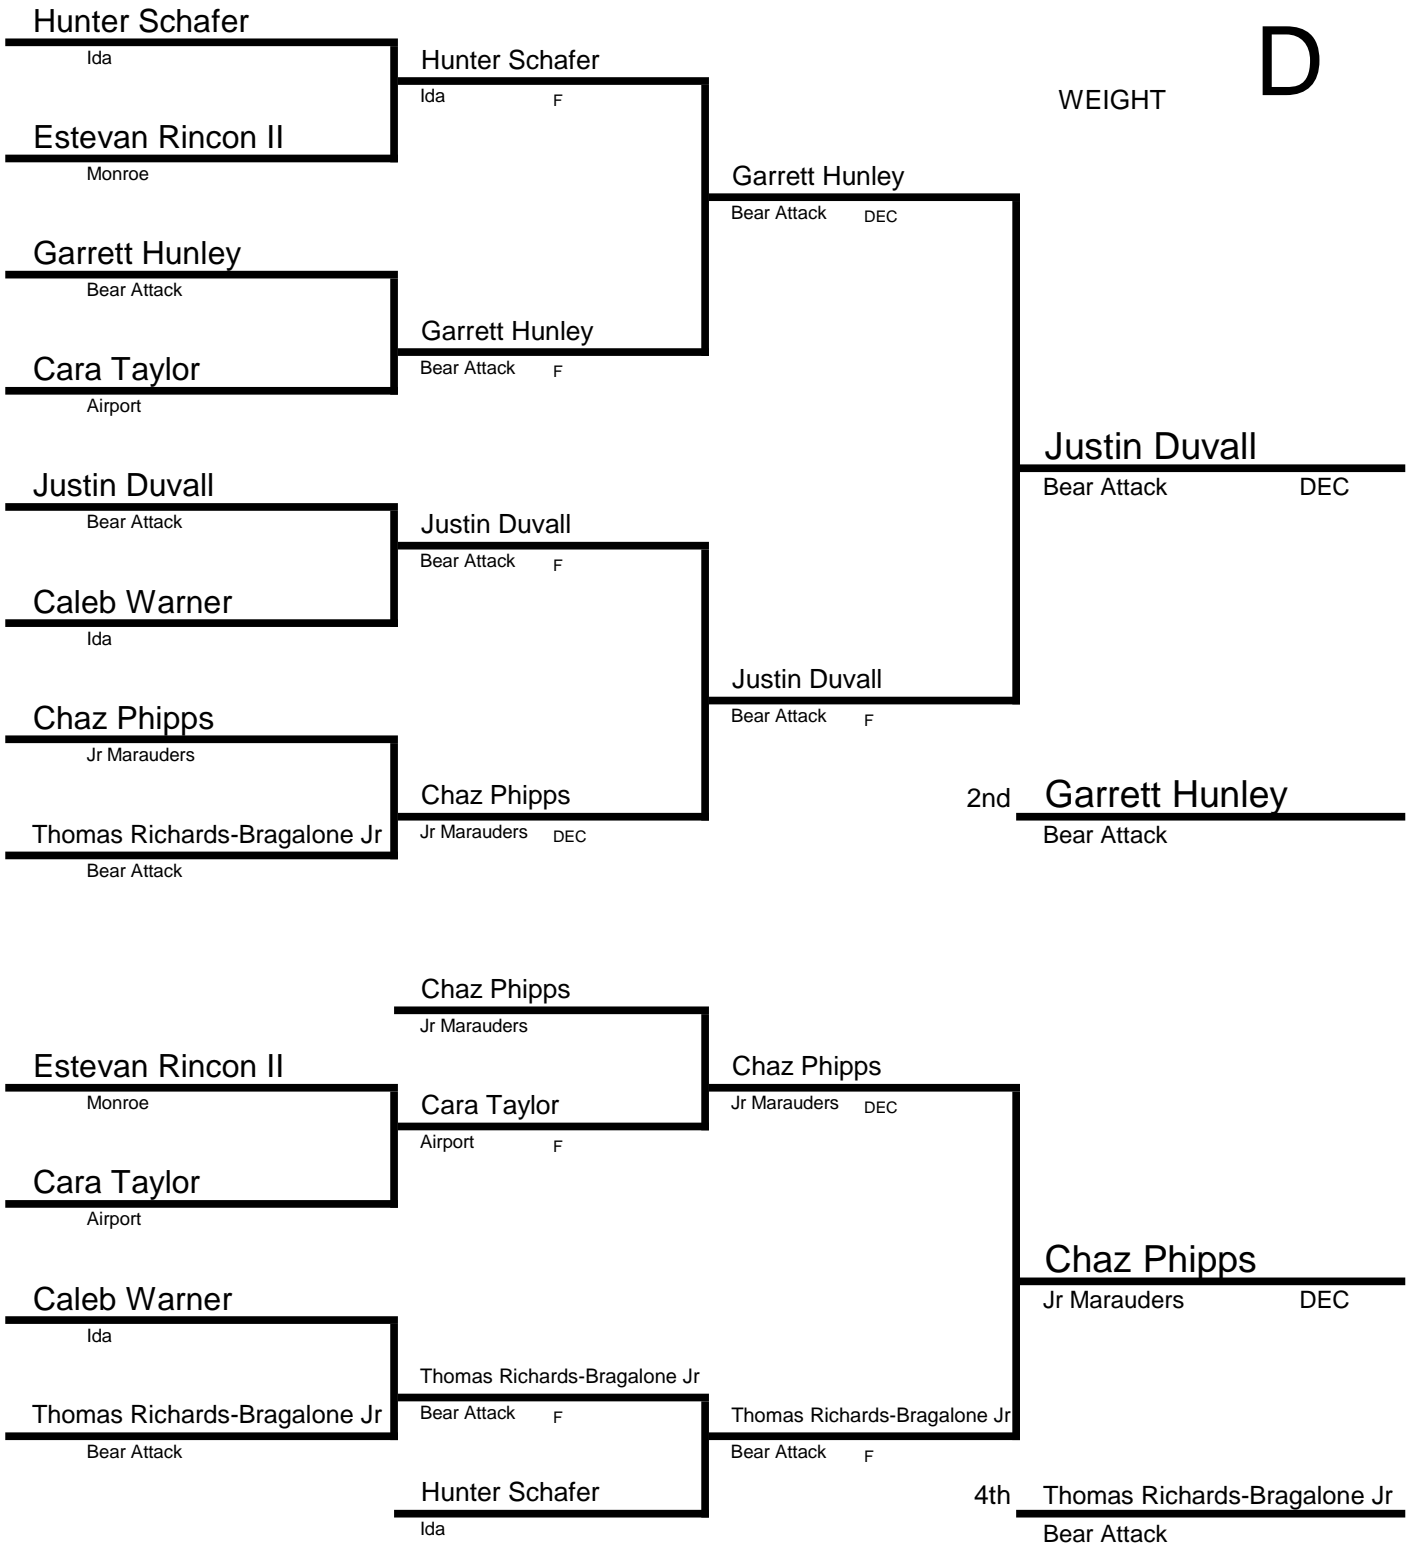 Hunter Schafer
Ida
Hunter Schafer
Ida F
WEIGHT
D
Estevan Rincon II
Monroe
Garrett Hunley
Bear Attack DEC
Garrett Hunley
Bear Attack
Garrett Hunley
Bear Attack F
Cara Taylor
Airport
Justin Duvall
Bear Attack DEC
Justin Duvall
Bear Attack
Justin Duvall
Bear Attack F
Caleb Warner
Ida
Justin Duvall
Bear Attack F
Chaz Phipps
Jr Marauders
Chaz Phipps
Jr Marauders DEC
2nd Garrett Hunley
Bear Attack
Thomas Richards-Bragalone Jr
Bear Attack
Chaz Phipps
Jr Marauders
Estevan Rincon II
Monroe
Chaz Phipps
Jr Marauders DEC
Cara Taylor
Airport F
Cara Taylor
Airport
Chaz Phipps
Jr Marauders DEC
Caleb Warner
Ida
Thomas Richards-Bragalone Jr
Bear Attack F
Thomas Richards-Bragalone Jr
Bear Attack
Thomas Richards-Bragalone Jr
Bear Attack F
Hunter Schafer
Ida
4th Thomas Richards-Bragalone Jr
Bear Attack